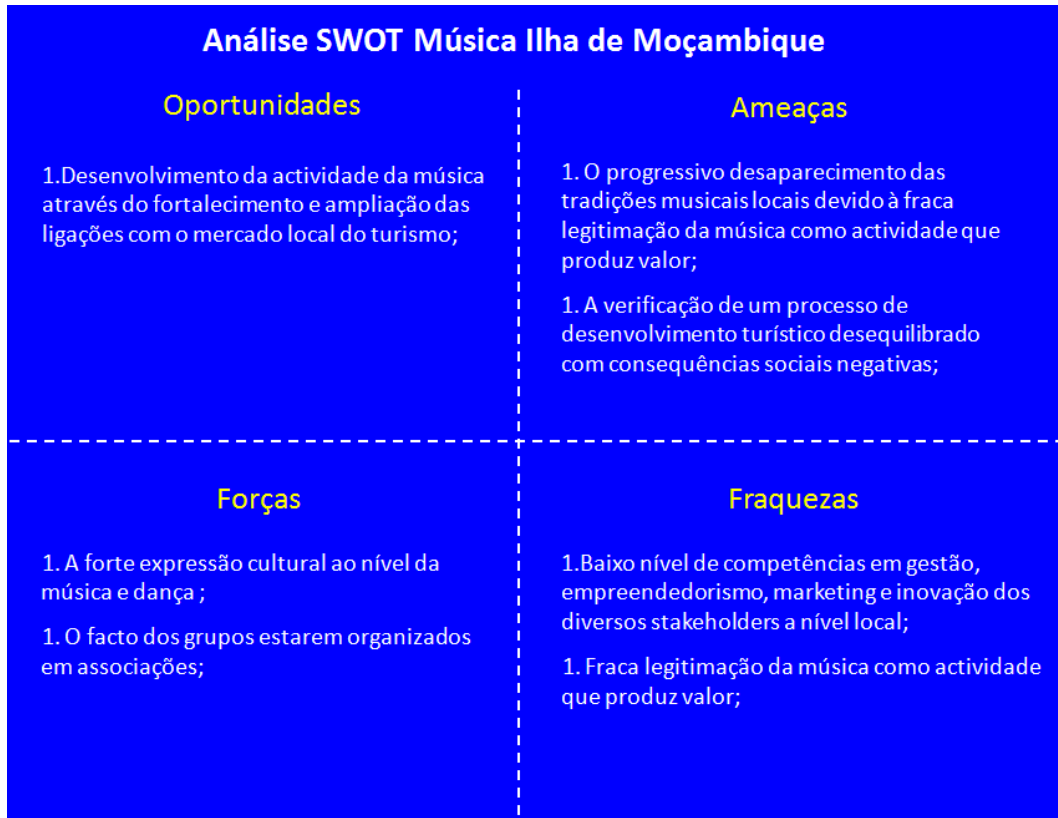 Análise SWOT Música Ilha de Moçambique
Oportunidades
1.Desenvolvimento da actividade da música
através do fortalecimento e ampliação das
ligações com o mercado local do turismo;
Ameaças
1. O progressivo desaparecimento das
tradições musicais locais devido à fraca
legitimação da música como actividade que
produz valor;
1. A verificação de um processo de
desenvolvimento turístico desequilibrado
com consequências sociais negativas;
Forças
1. A forte expressão cultural ao nível da
música e dança ;
1. O facto dos grupos estarem organizados
em associações;
Fraquezas
1.Baixo nível de competências em gestão,
empreendedorismo, marketing e inovação dos
diversos stakeholders a nível local;
1. Fraca legitimação da música como actividade
que produz valor;